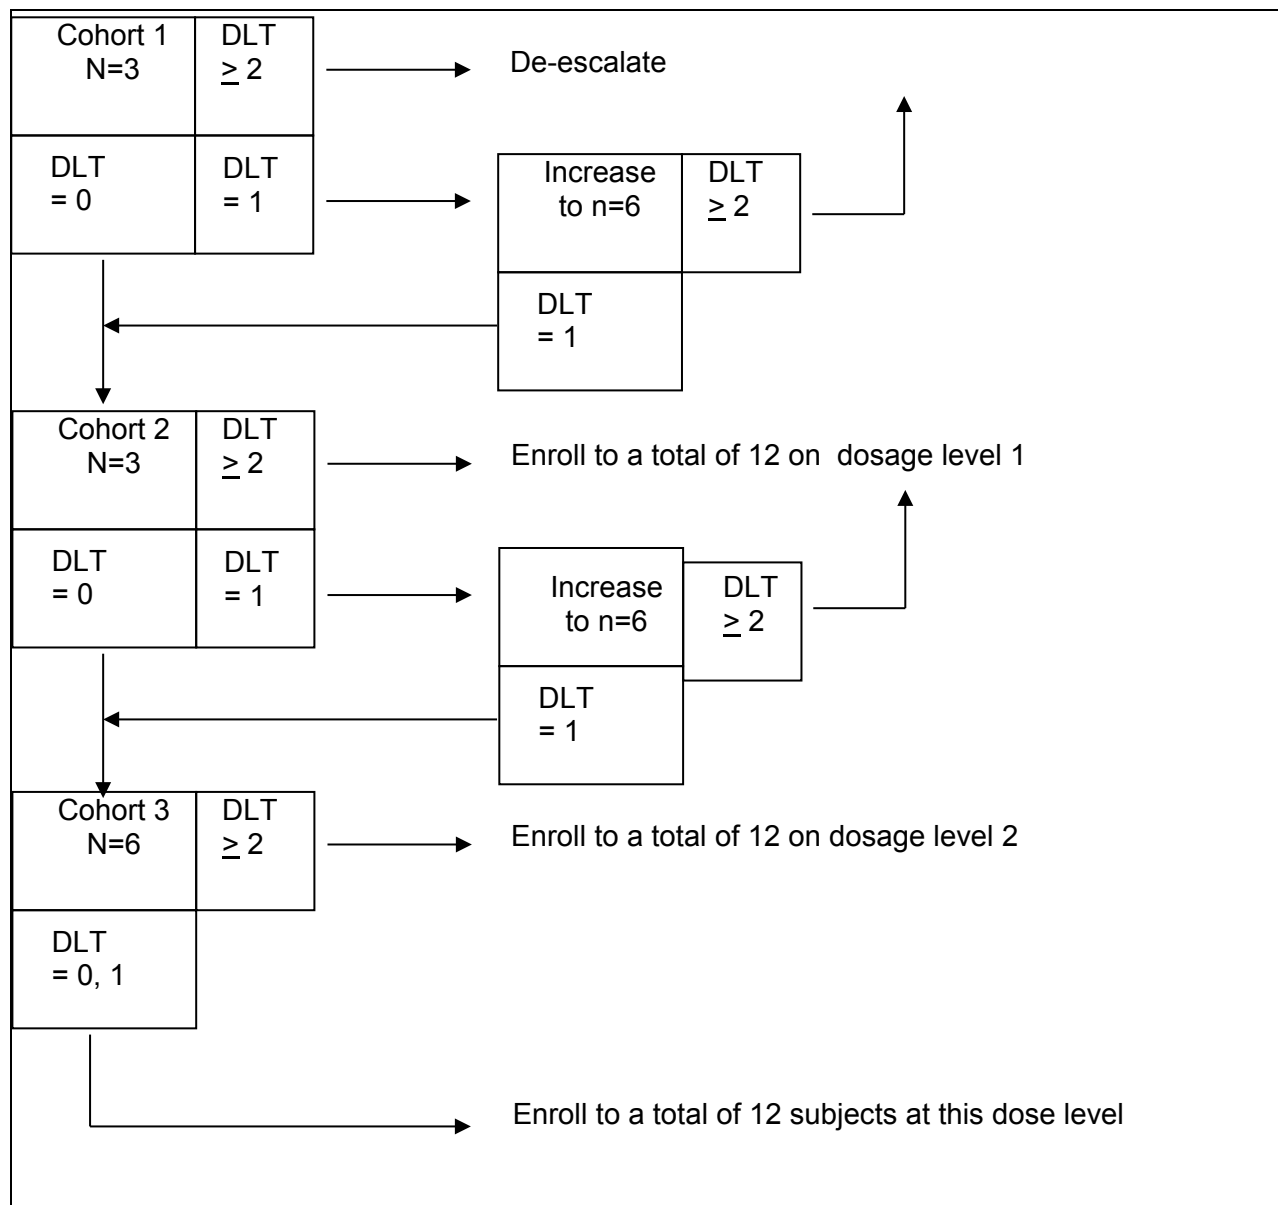 Cohort 1
N=3
DLT
≥ 2
De-escalate
DLT
= 0
DLT
= 1
Increase
to n=6
DLT
≥ 2
DLT
= 1
Cohort 2
N=3
DLT
≥ 2
Enroll to a total of 12 on dosage level 1
DLT
= 0
DLT
= 1
Increase
to n=6
DLT
≥ 2
DLT
= 1
Cohort 3
N=6
DLT
≥ 2
Enroll to a total of 12 on dosage level 2
DLT
= 0, 1
Enroll to a total of 12 subjects at this dose level